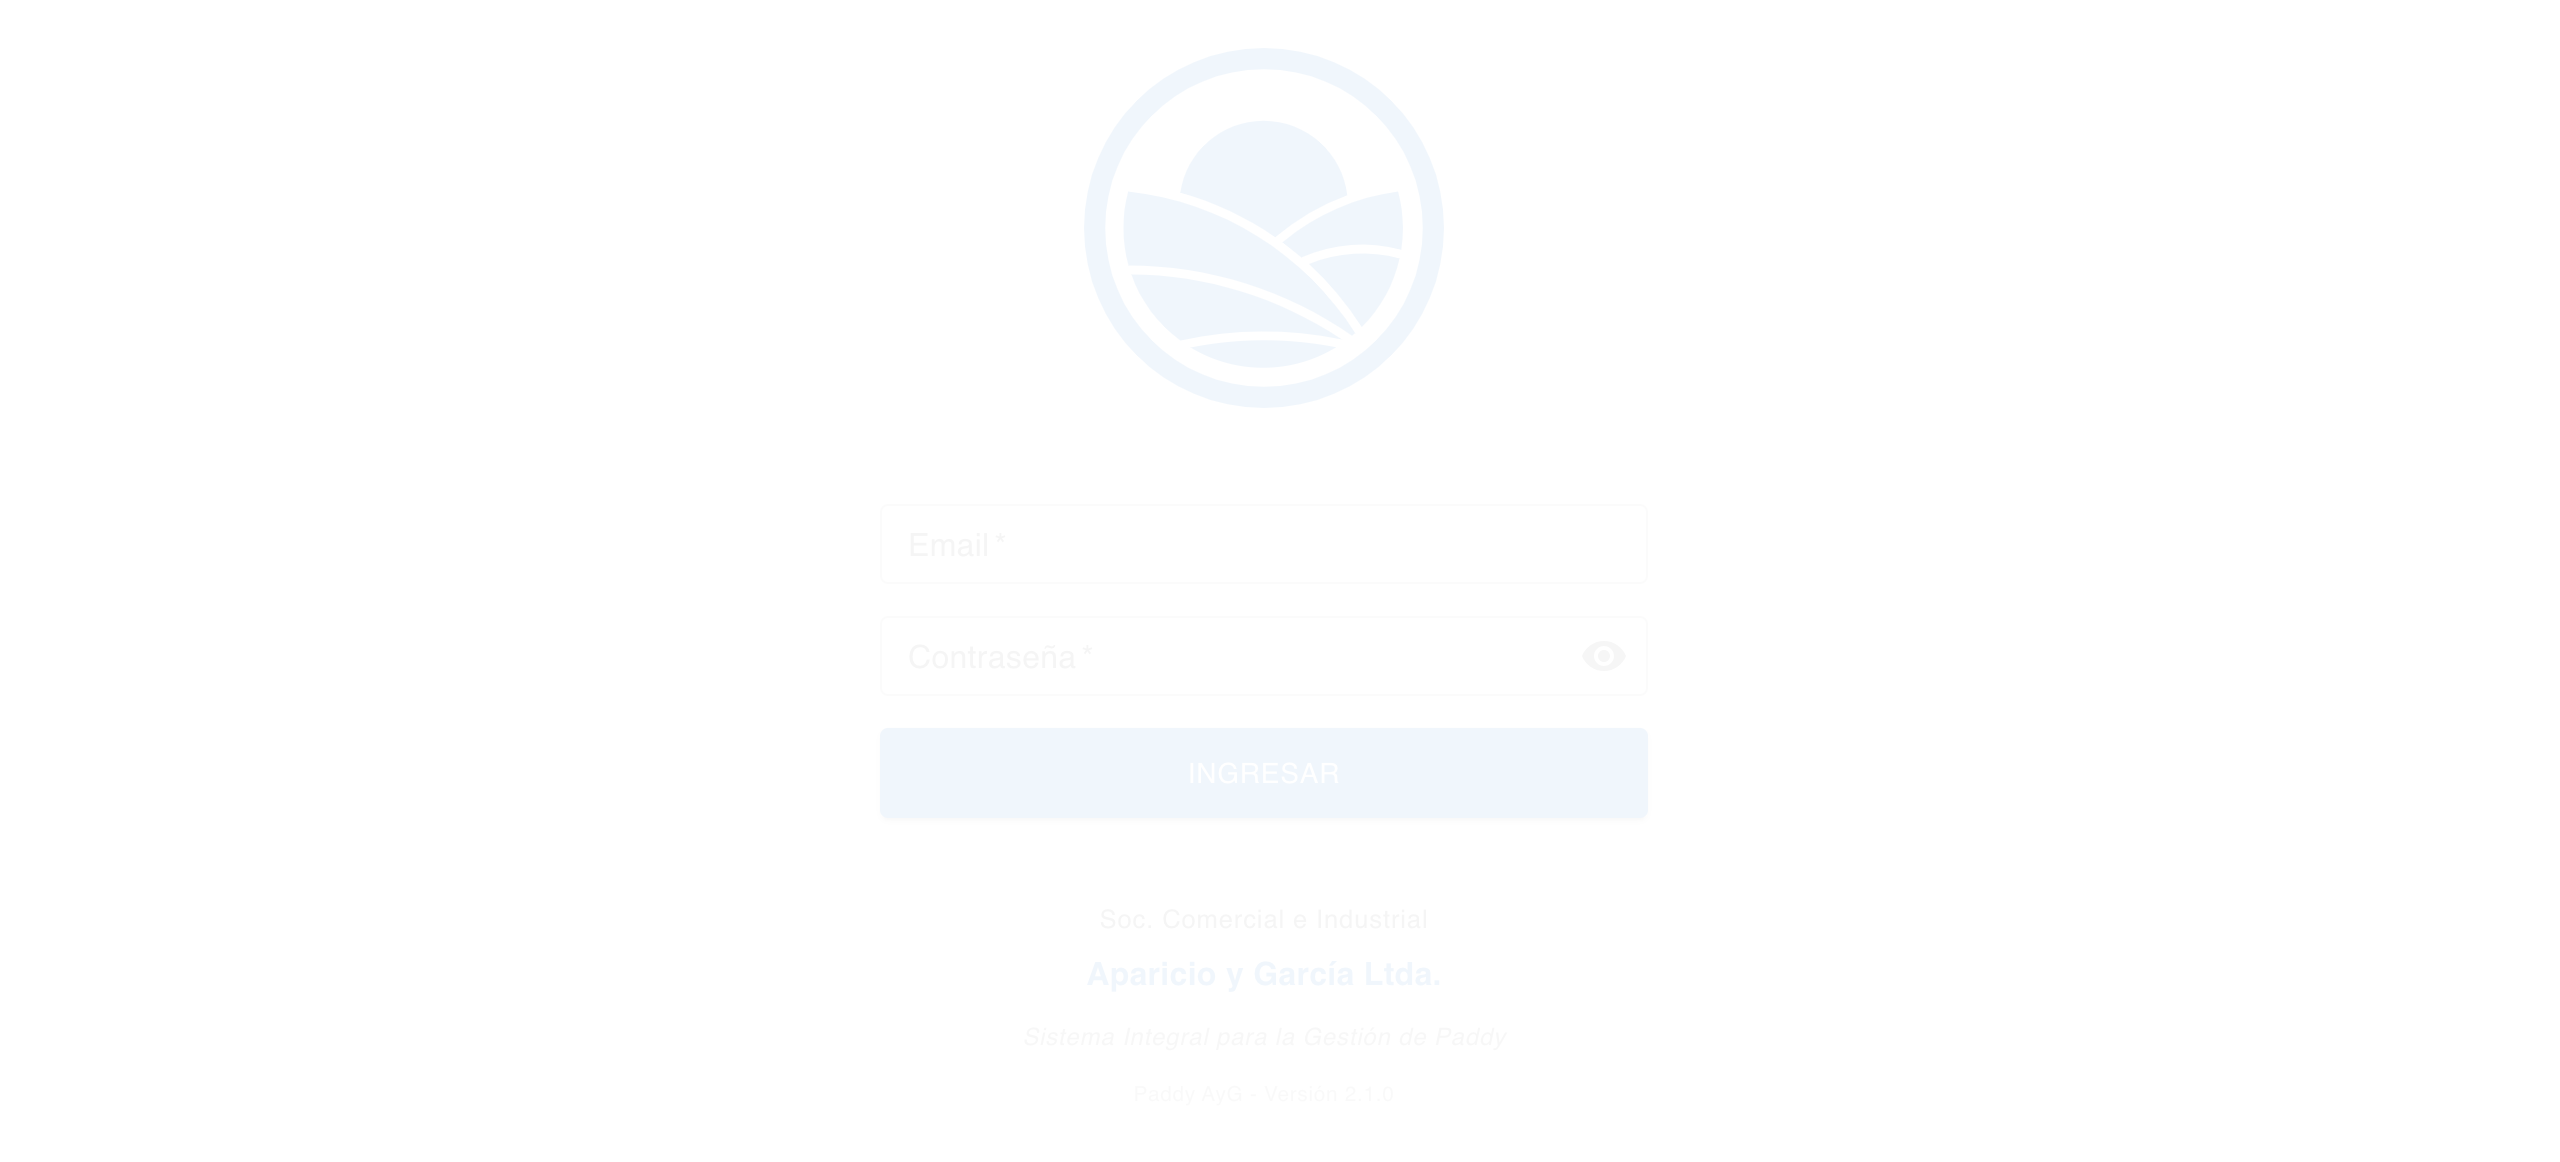 Email *
Contraseña *
INGRESAR
Soc. Comercial e Industrial
Aparicio y García Ltda.
Sistema Integral para la Gestión de Paddy
Paddy AyG - Versión 2.1.0